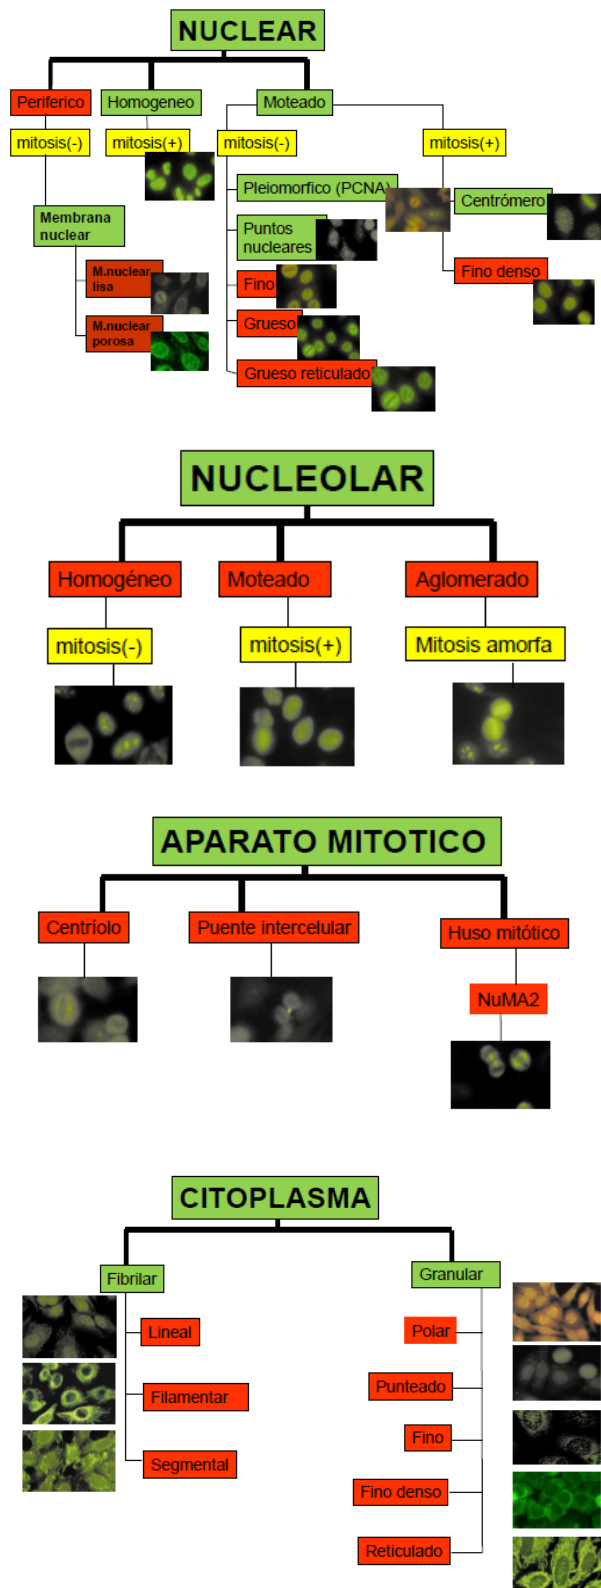 NUCLEAR
Periferico
Homogeneo
Moteado
mitosis(-)
mitosis(+)
mitosis(-)
mitosis(+)
Pleiomorfico (PCNA)
Centrómero
Membrana
nuclear
Puntos
nucleares
M.nuclear
lisa
Fino
Fino denso
M.nuclear
porosa
Grueso
Grueso reticulado
NUCLEOLAR
Homogéneo
Moteado
Aglomerado
mitosis(-)
mitosis(+)
Mitosis amorfa
APARATO MITOTICO
Centríolo
Puente intercelular
Huso mitótico
NuMA2
CITOPLASMA
Fibrilar
Granular
Lineal
Polar
Filamentar
Punteado
Fino
Segmental
Fino denso
Reticulado